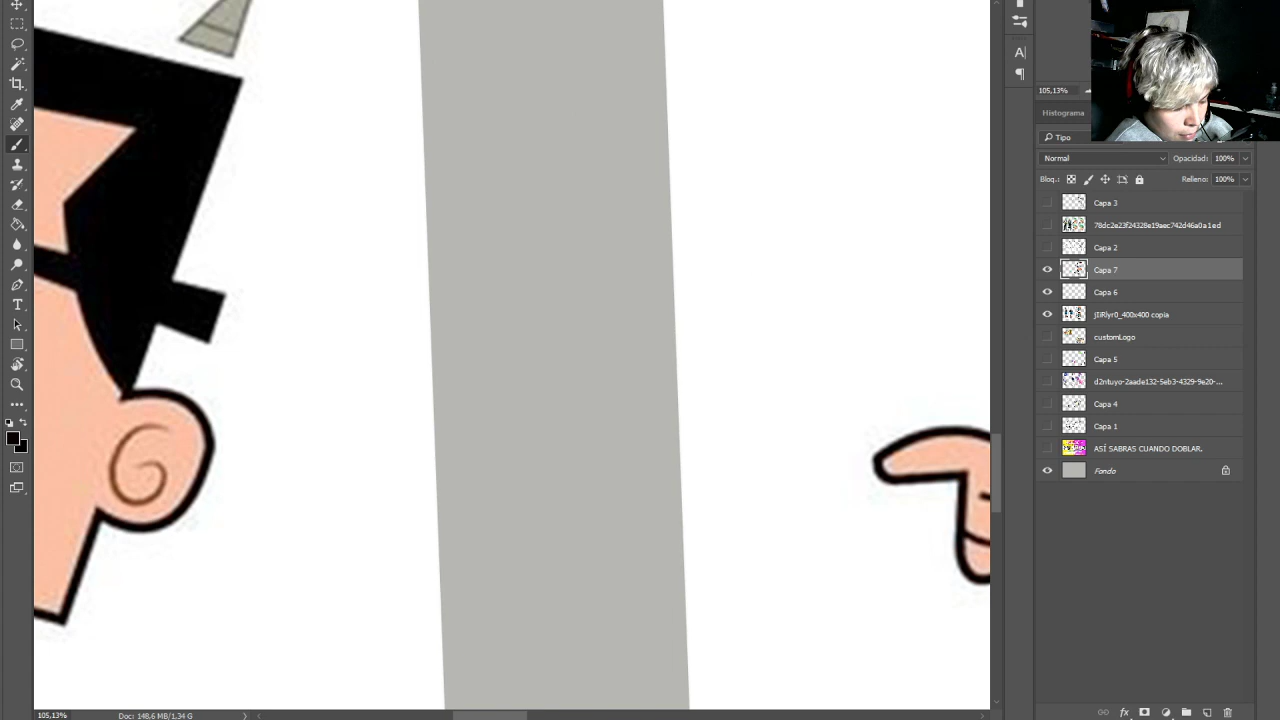 A|
¶
105,13%
Histograma
Tipo
Normal
Opacidad: 100%
Bloq.:
Relleno: 100%
Capa 3
78dc2e23f24328e19aec742d46a0a1ed
Capa 2
Capa 7
Capa 6
jIiRlyr0_400x400 copia
customLogo
Capa 5
d2ntuyo-2aade132-5eb3-4329-9e20-...
Capa 4
Capa 1
ASÍ SABRAS CUANDO DOBLAR.
Fondo
T
fx
105,13%
Doc: 148,6 MB/1,34 G